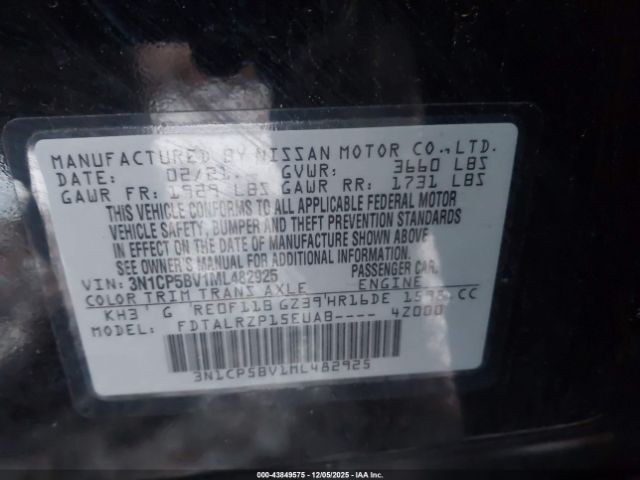 MANUFACTURED BY NISSAN MOTOR CO.,LTD.
DATE: 02/21 GVWR: 3660 LBS
GAWR FR: 1929 LBS GAWR RR: 1731 LBS
THIS VEHICLE CONFORMS TO ALL APPLICABLE FEDERAL MOTOR
VEHICLE SAFETY, BUMPER AND THEFT PREVENTION STANDARDS
IN EFFECT ON THE DATE OF MANUFACTURE SHOWN ABOVE.
SEE OWNERS MANUAL FOR ADDITIONAL INFORMATION.
VIN: 3N1CP5BV1ML482925 PASSENGER CAR
COLOR TRIM TRANS AXLE ENGINE
KH3 G RE0F11B GZ39 HR16DE 1598 CC
MODEL: FDTALRZP15EUAB---- 4Z000
3N1CP5BV1ML482925
000-43849575 - 12/05/2025 - IAA Inc.